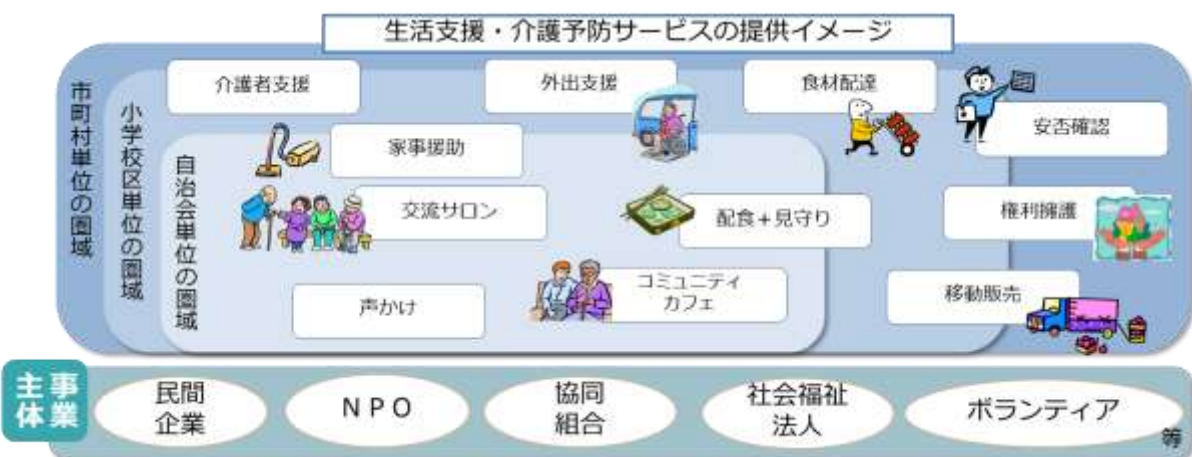 生活支援・介護予防サービスの提供イメージ
市町村単位の圏域
小学校区単位の圏域
自治会単位の圏域
介護者支援
外出支援
食材配達
安否確認
家事援助
交流サロン
配食+見守り
権利擁護
声かけ
コミュニティ
カフェ
移動販売
事業
主体
民間
企業
NPO
協同
組合
社会福祉
法人
ボランティア
等